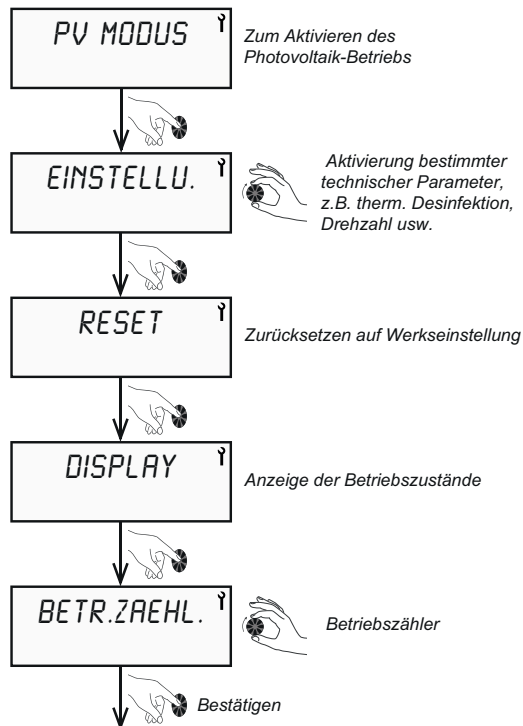 PV MODUS
Zum Aktivieren des
Photovoltaik-Betriebs
EINSTELLU.
Aktivierung bestimmter
technischer Parameter,
z.B. therm. Desinfektion,
Drehzahl usw.
RESET
Zurücksetzen auf Werkseinstellung
DISPLAY
Anzeige der Betriebszustände
BETR.ZAEHL.
Betriebszähler
Bestätigen